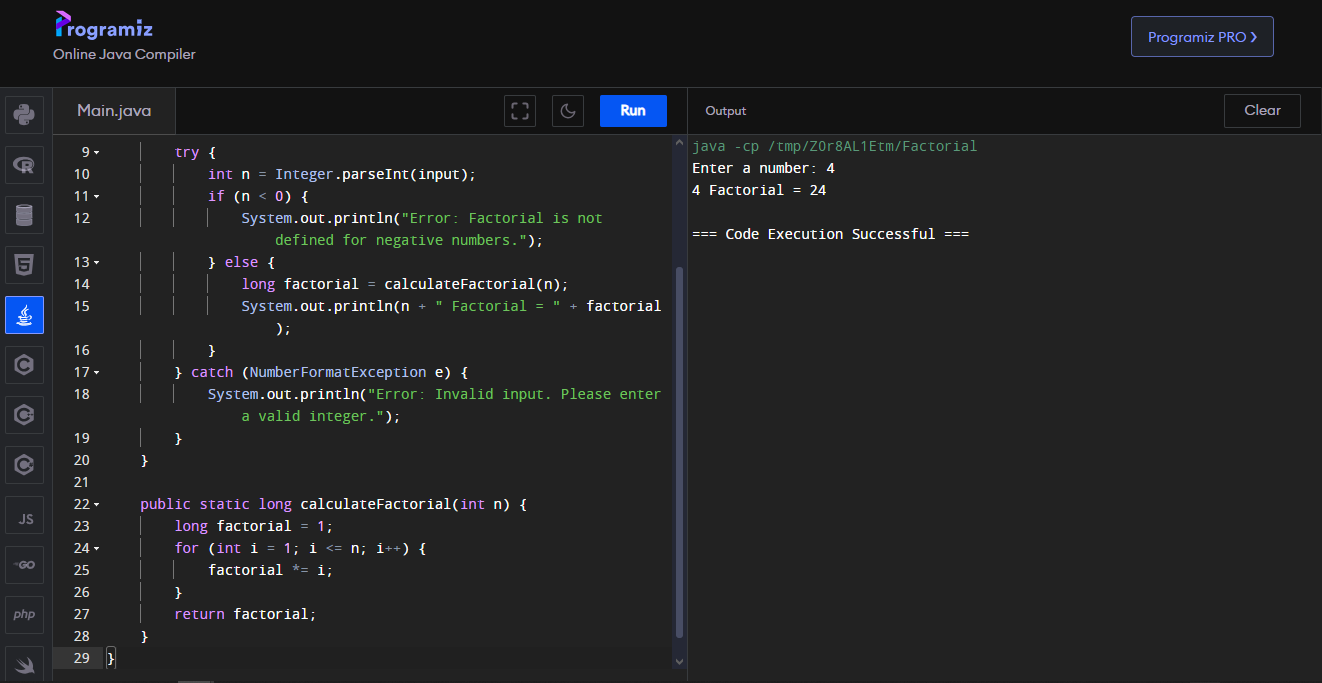 Programiz
Online Java Compiler
Programiz PRO ❯
Main.java
Run
Output
Clear
9 try {
10 int n = Integer.parseInt(input);
11 if (n < 0) {
12 System.out.println("Error: Factorial is not
defined for negative numbers.");
13 } else {
14 long factorial = calculateFactorial(n);
15 System.out.println(n + " Factorial = " + factorial
);
16 }
17 } catch (NumberFormatException e) {
18 System.out.println("Error: Invalid input. Please enter
a valid integer.");
19 }
20 }
21
22 public static long calculateFactorial(int n) {
23 long factorial = 1;
24 for (int i = 1; i <= n; i++) {
25 factorial *= i;
26 }
27 return factorial;
28 }
29 }
java -cp /tmp/ZOr8AL1Etm/Factorial
Enter a number: 4
4 Factorial = 24
=== Code Execution Successful ===
R
5
C
C
C
JS
GO
php